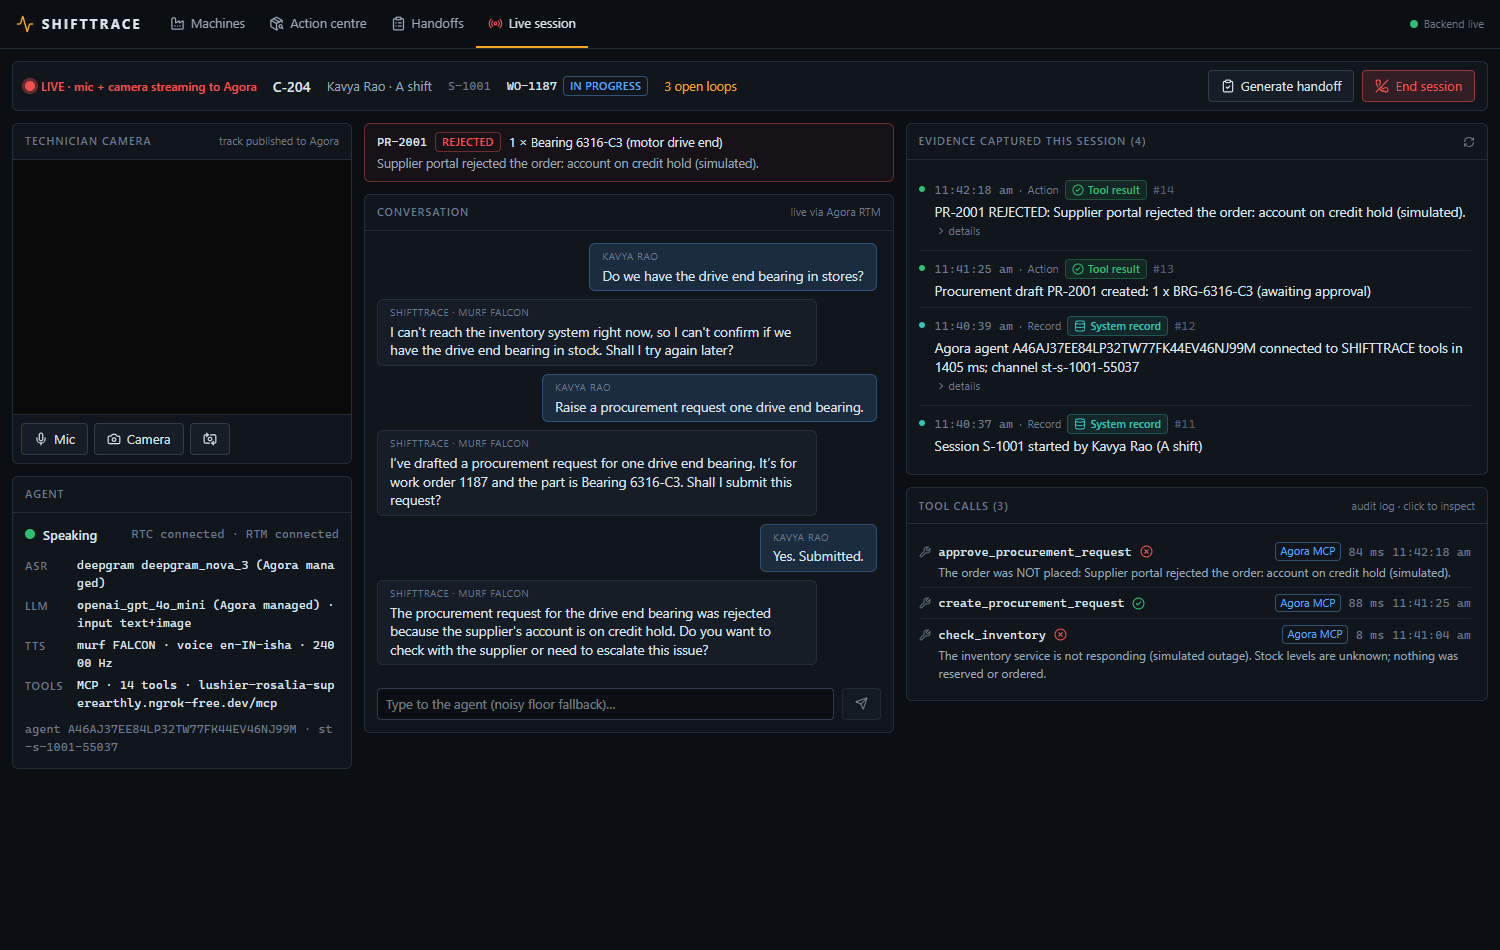 SHIFTTRACE Machines Action centre Handoffs Live session Backend live
LIVE · mic + camera streaming to Agora C-204 Kavya Rao · A shift S-1001 WO-1187 IN PROGRESS 3 open loops Generate handoff End session
TECHNICIAN CAMERA track published to Agora
Mic Camera
AGENT
Speaking RTC connected · RTM connected
ASR deepgram deepgram_nova_3 (Agora mana
ged)
LLM openai_gpt_4o_mini (Agora managed) ·
input text+image
TTS murf FALCON · voice en-IN-isha · 240
00 Hz
TOOLS MCP · 14 tools · lushier-rosalia-sup
erearthly.ngrok-free.dev/mcp
agent A46AJ37EE84LP32TW77FK44EV46NJ99M · st
-s-1001-55037
PR-2001 REJECTED 1 × Bearing 6316-C3 (motor drive end)
Supplier portal rejected the order: account on credit hold (simulated).
CONVERSATION live via Agora RTM
KAVYA RAO
Do we have the drive end bearing in stores?
SHIFTTRACE · MURF FALCON
I can't reach the inventory system right now, so I can't confirm if we
have the drive end bearing in stock. Shall I try again later?
KAVYA RAO
Raise a procurement request one drive end bearing.
SHIFTTRACE · MURF FALCON
I've drafted a procurement request for one drive end bearing. It's for
work order 1187 and the part is Bearing 6316-C3. Shall I submit this
request?
KAVYA RAO
Yes. Submitted.
SHIFTTRACE · MURF FALCON
The procurement request for the drive end bearing was rejected
because the supplier's account is on credit hold. Do you want to
check with the supplier or need to escalate this issue?
Type to the agent (noisy floor fallback)...
EVIDENCE CAPTURED THIS SESSION (4)
11:42:18 am · Action Tool result #14
PR-2001 REJECTED: Supplier portal rejected the order: account on credit hold (simulated).
details
11:41:25 am · Action Tool result #13
Procurement draft PR-2001 created: 1 x BRG-6316-C3 (awaiting approval)
11:40:39 am · Record System record #12
Agora agent A46AJ37EE84LP32TW77FK44EV46NJ99M connected to SHIFTTRACE tools in
1405 ms; channel st-s-1001-55037
details
11:40:37 am · Record System record #11
Session S-1001 started by Kavya Rao (A shift)
TOOL CALLS (3) audit log · click to inspect
approve_procurement_request Agora MCP 84 ms 11:42:18 am
The order was NOT placed: Supplier portal rejected the order: account on credit hold (simulated).
create_procurement_request Agora MCP 88 ms 11:41:25 am
check_inventory Agora MCP 8 ms 11:41:04 am
The inventory service is not responding (simulated outage). Stock levels are unknown; nothing was
reserved or ordered.